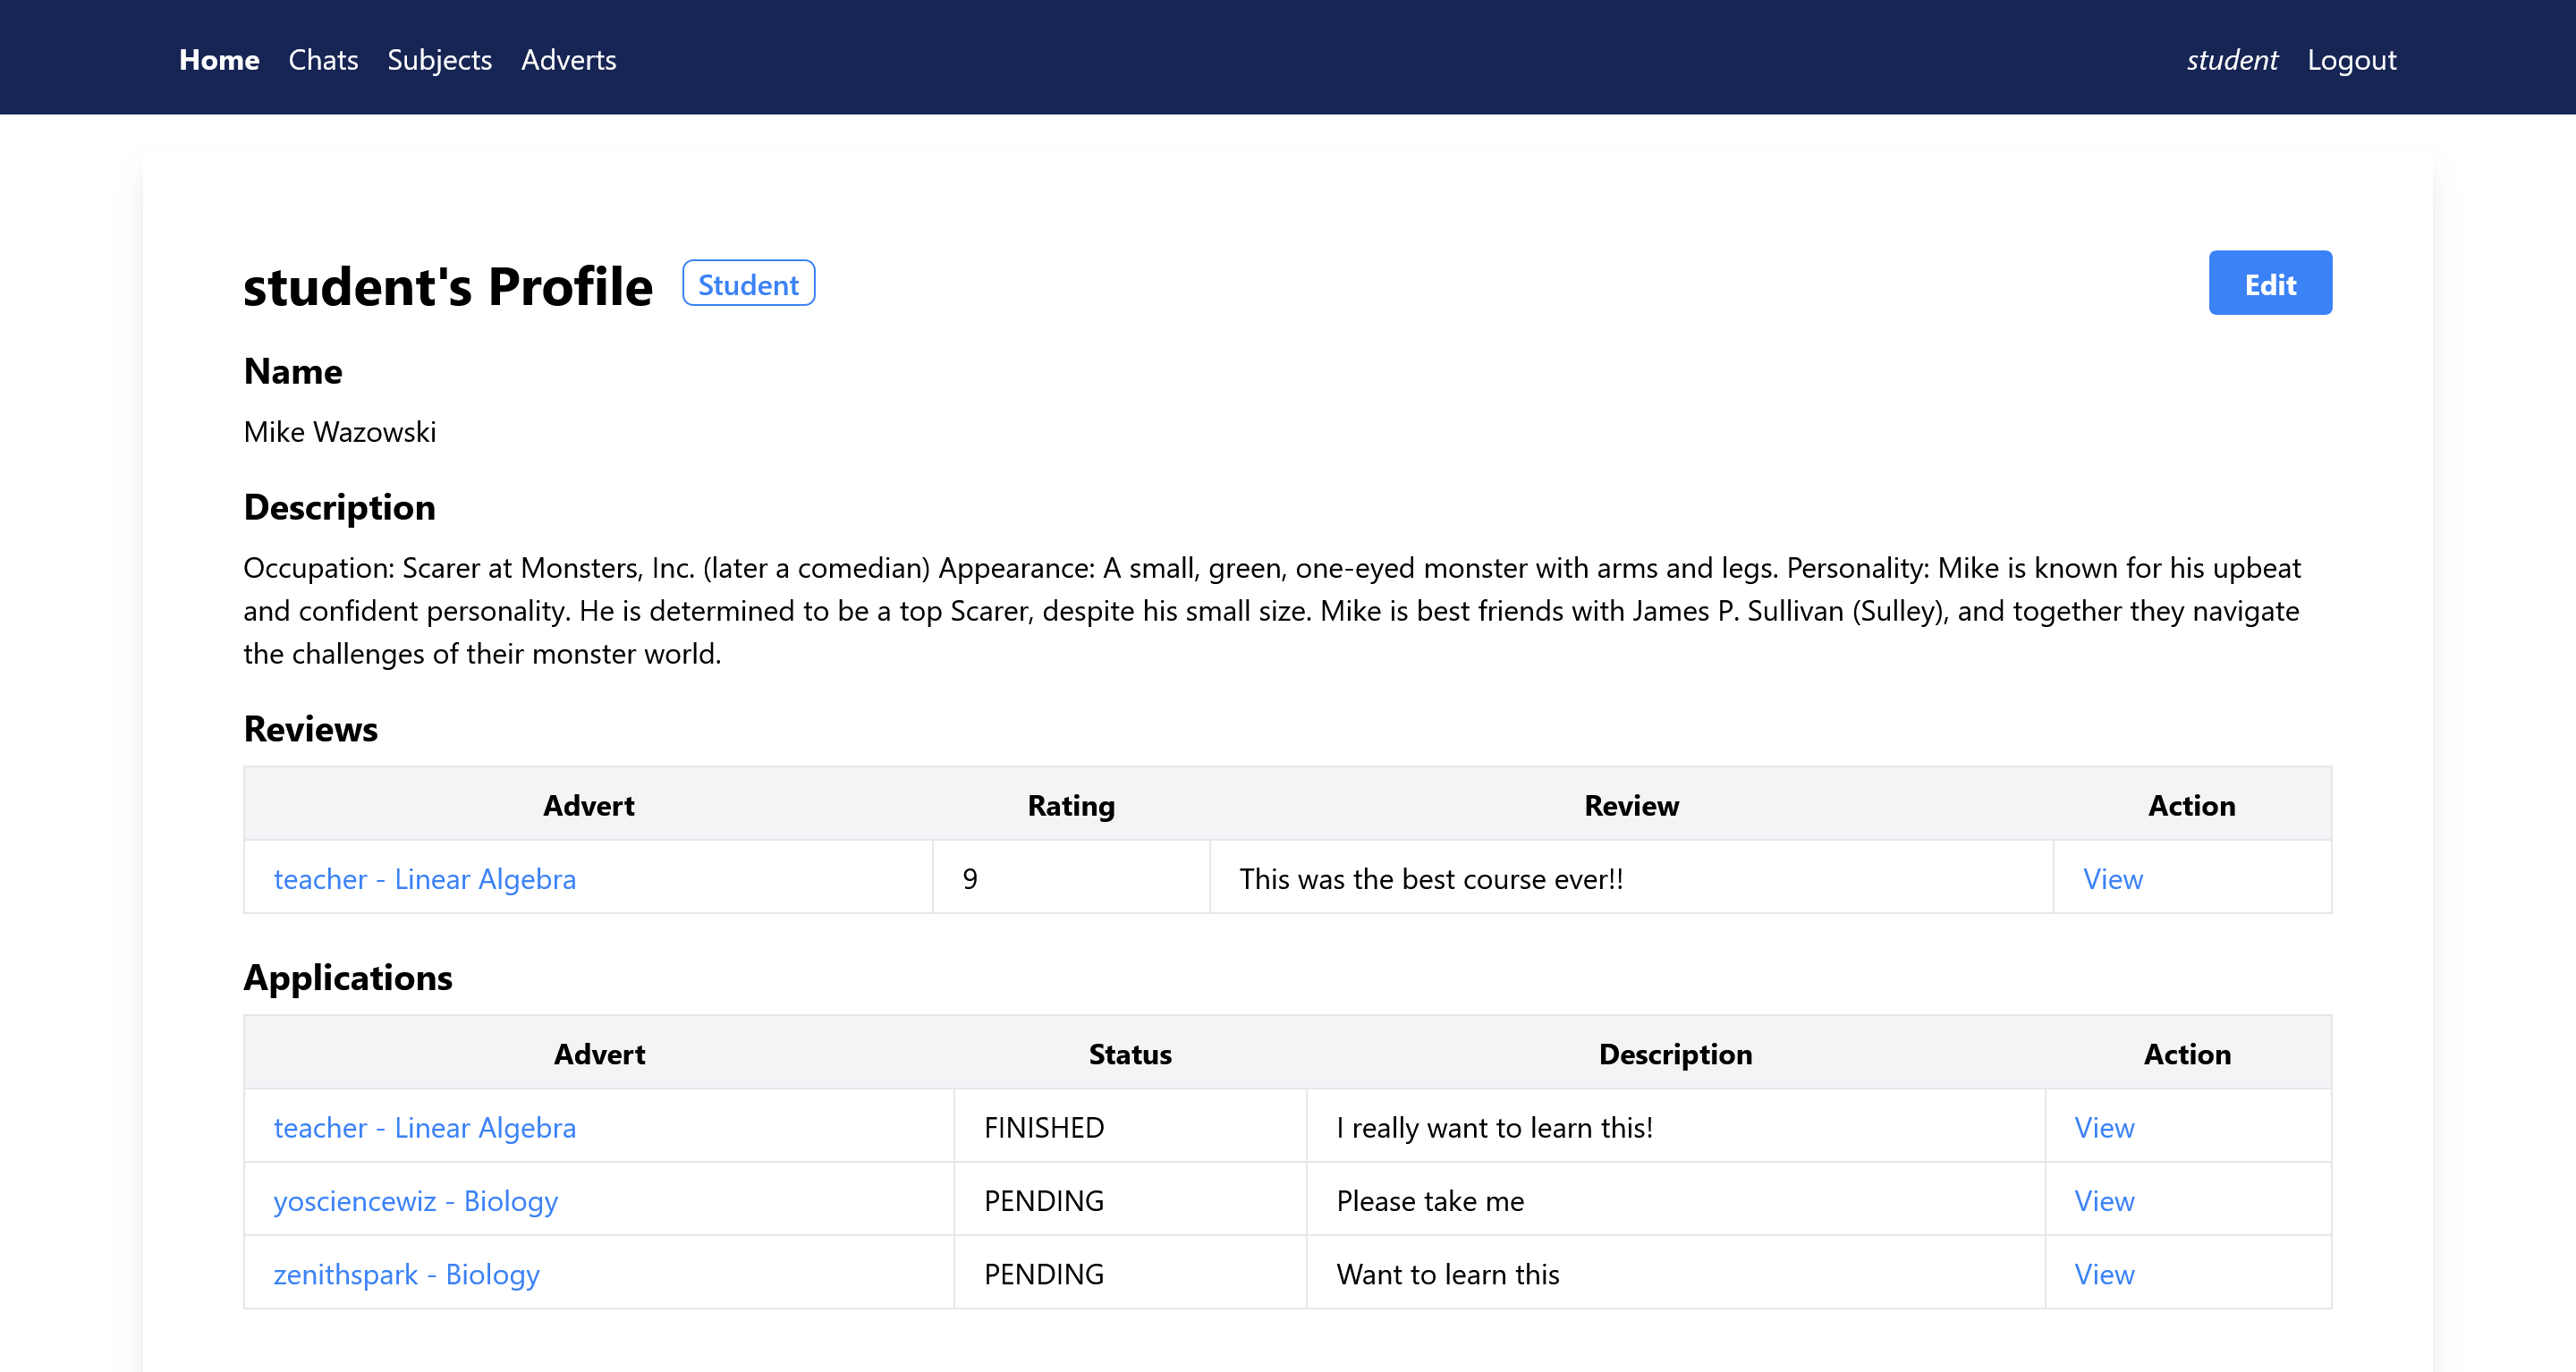 Home Chats Subjects Adverts student Logout
student's Profile Student Edit
Name
Mike Wazowski
Description
Occupation: Scarer at Monsters, Inc. (later a comedian) Appearance: A small, green, one-eyed monster with arms and legs. Personality: Mike is known for his upbeat
and confident personality. He is determined to be a top Scarer, despite his small size. Mike is best friends with James P. Sullivan (Sulley), and together they navigate
the challenges of their monster world.
Reviews
Advert Rating Review Action
teacher - Linear Algebra 9 This was the best course ever!! View
Applications
Advert Status Description Action
teacher - Linear Algebra FINISHED I really want to learn this! View
yosciencewiz - Biology PENDING Please take me View
zenithspark - Biology PENDING Want to learn this View